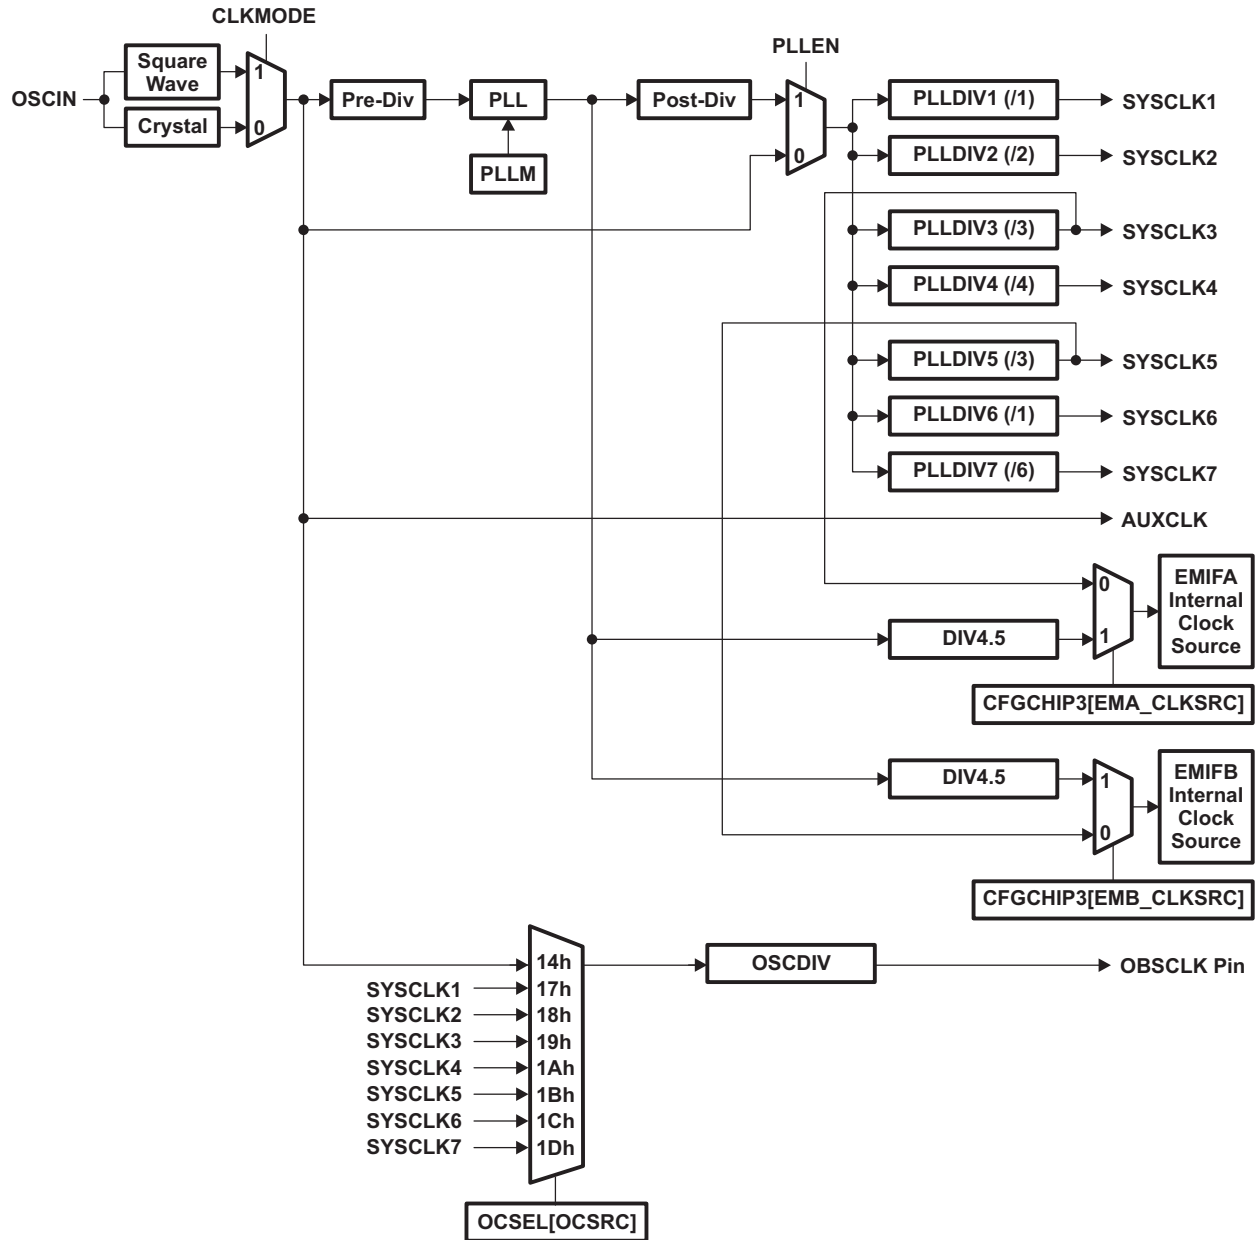 CLKMODE
PLLEN
OSCIN
Square
Wave
Crystal
1
0
Pre-Div
PLL
PLLM
Post-Div
1
0
PLLDIV1 (/1)
SYSCLK1
PLLDIV2 (/2)
SYSCLK2
PLLDIV3 (/3)
SYSCLK3
PLLDIV4 (/4)
SYSCLK4
PLLDIV5 (/3)
SYSCLK5
PLLDIV6 (/1)
SYSCLK6
PLLDIV7 (/6)
SYSCLK7
AUXCLK
0
1
EMIFA
Internal
Clock
Source
DIV4.5
CFGCHIP3[EMA_CLKSRC]
DIV4.5
1
0
EMIFB
Internal
Clock
Source
CFGCHIP3[EMB_CLKSRC]
14h
OSCDIV
OBSCLK Pin
SYSCLK1
17h
SYSCLK2
18h
SYSCLK3
19h
SYSCLK4
1Ah
SYSCLK5
1Bh
SYSCLK6
1Ch
SYSCLK7
1Dh
OCSEL[OCSRC]